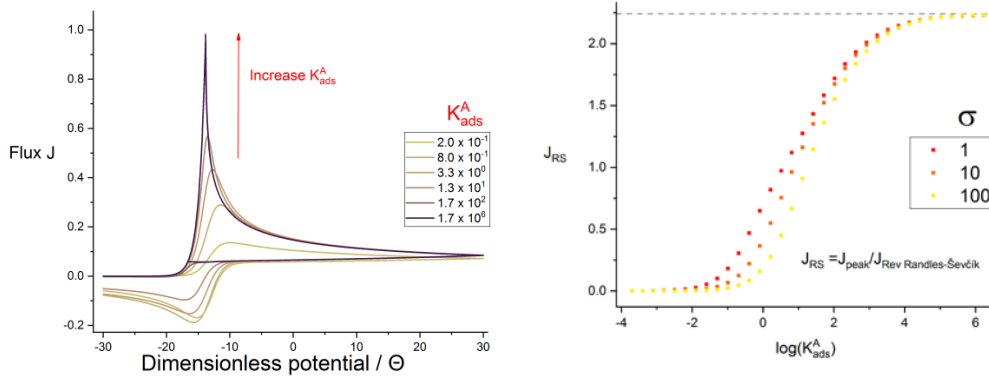 1.0
0.8
0.6
0.4
0.2
0.0
-0.2
Flux J
Increase K^A_ads
K^A_ads
2.0 x 10^-1
8.0 x 10^-1
3.3 x 10^0
1.3 x 10^1
1.7 x 10^2
1.7 x 10^6
-30 -20 -10 0 10 20 30
Dimensionless potential / Θ
2.0
1.5
1.0
0.5
0.0
J_RS
σ
1
10
100
J_RS =J_peak/J_Rev Randles-Ševčík
-4 -2 0 2 4 6
log(K^A_ads)